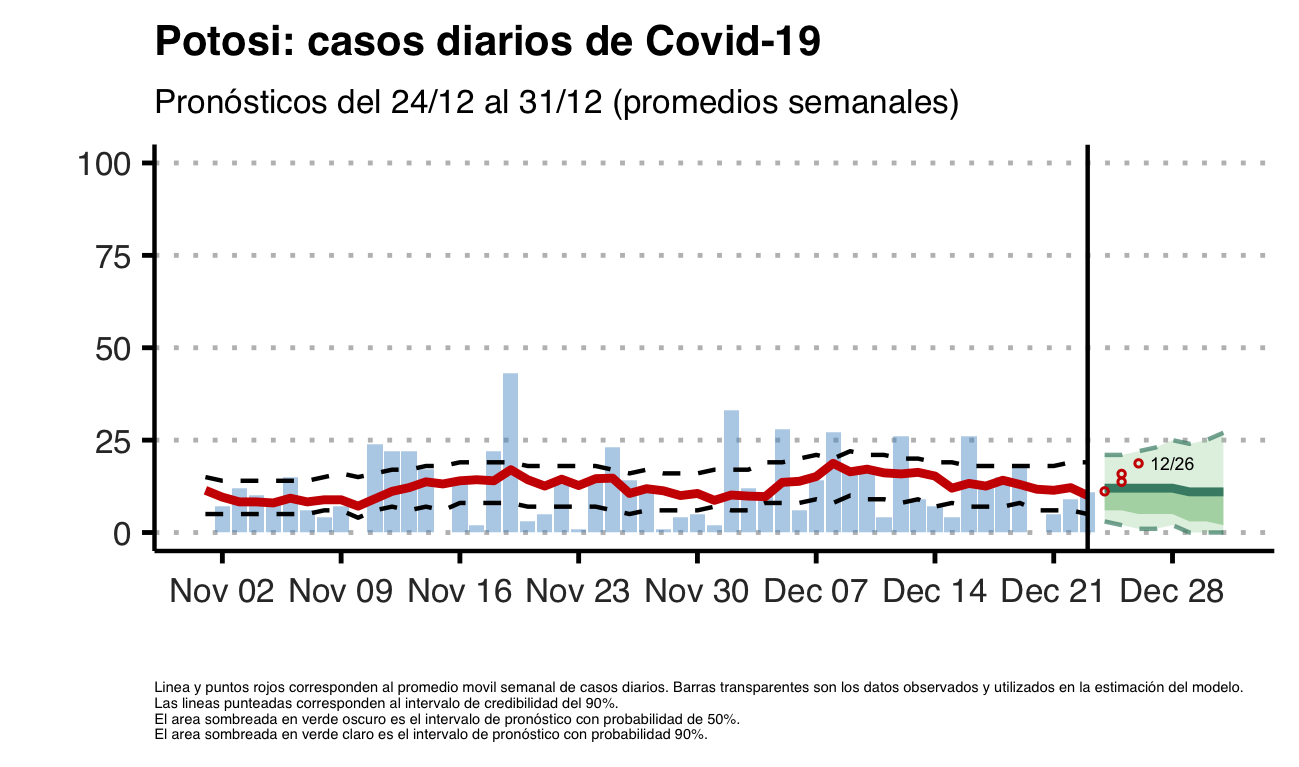 Potosi: casos diarios de Covid-19
Pronósticos del 24/12 al 31/12 (promedios semanales)
100
75
50
25
0
12/26
Nov 02 Nov 09 Nov 16 Nov 23 Nov 30 Dec 07 Dec 14 Dec 21 Dec 28
Linea y puntos rojos corresponden al promedio movil semanal de casos diarios. Barras transparentes son los datos observados y utilizados en la estimación del modelo.
Las lineas punteadas corresponden al intervalo de credibilidad del 90%.
El area sombreada en verde oscuro es el intervalo de pronóstico con probabilidad de 50%.
El area sombreada en verde claro es el intervalo de pronóstico con probabilidad 90%.